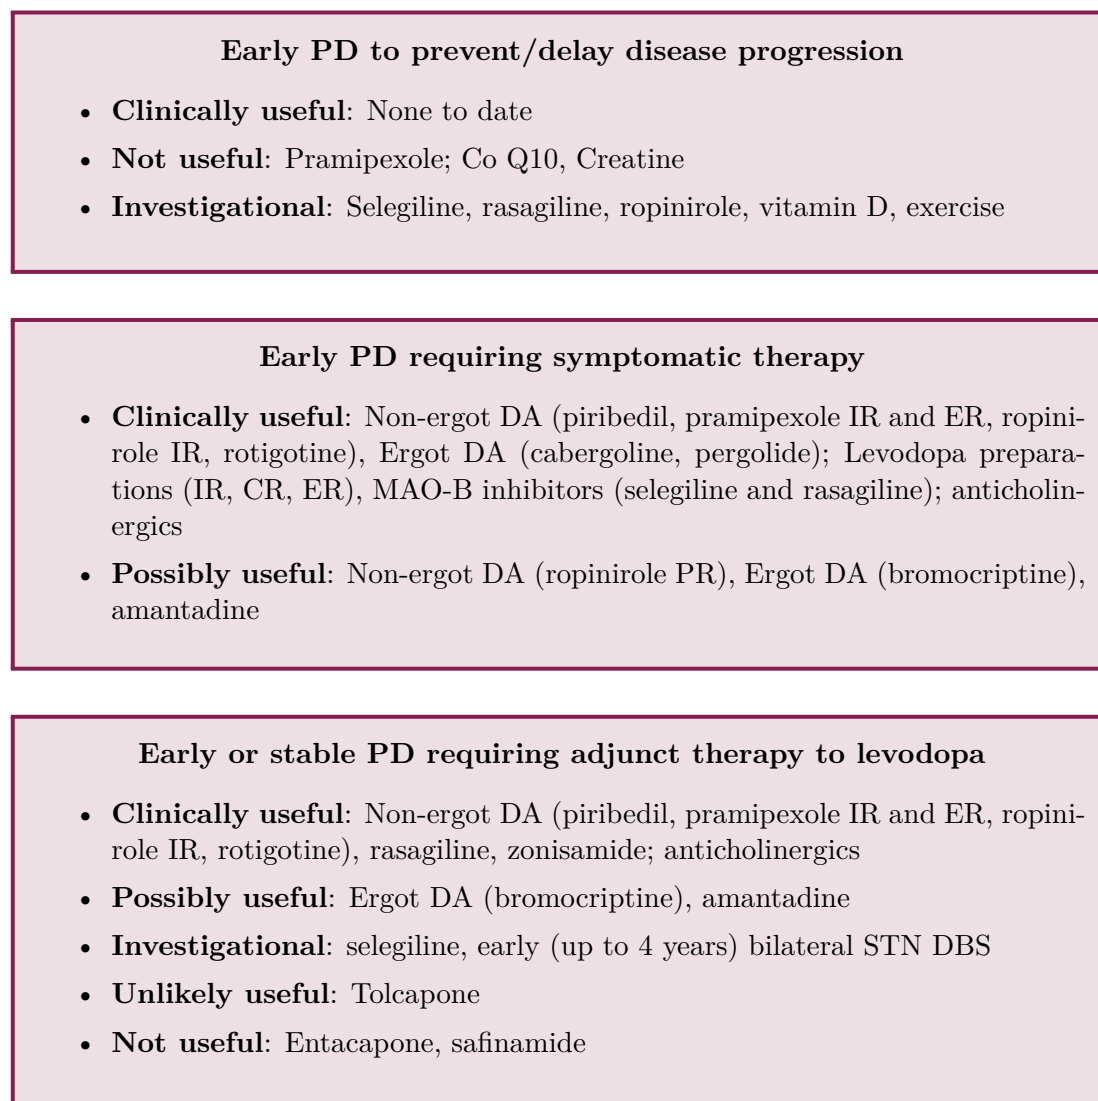 Early PD to prevent/delay disease progression
• Clinically useful: None to date
• Not useful: Pramipexole; Co Q10, Creatine
• Investigational: Selegiline, rasagiline, ropinirole, vitamin D, exercise
Early PD requiring symptomatic therapy
• Clinically useful: Non-ergot DA (piribedil, pramipexole IR and ER, ropini-
role IR, rotigotine), Ergot DA (cabergoline, pergolide); Levodopa prepara-
tions (IR, CR, ER), MAO-B inhibitors (selegiline and rasagiline); anticholin-
ergics
• Possibly useful: Non-ergot DA (ropinirole PR), Ergot DA (bromocriptine),
amantadine
Early or stable PD requiring adjunct therapy to levodopa
• Clinically useful: Non-ergot DA (piribedil, pramipexole IR and ER, ropini-
role IR, rotigotine), rasagiline, zonisamide; anticholinergics
• Possibly useful: Ergot DA (bromocriptine), amantadine
• Investigational: selegiline, early (up to 4 years) bilateral STN DBS
• Unlikely useful: Tolcapone
• Not useful: Entacapone, safinamide